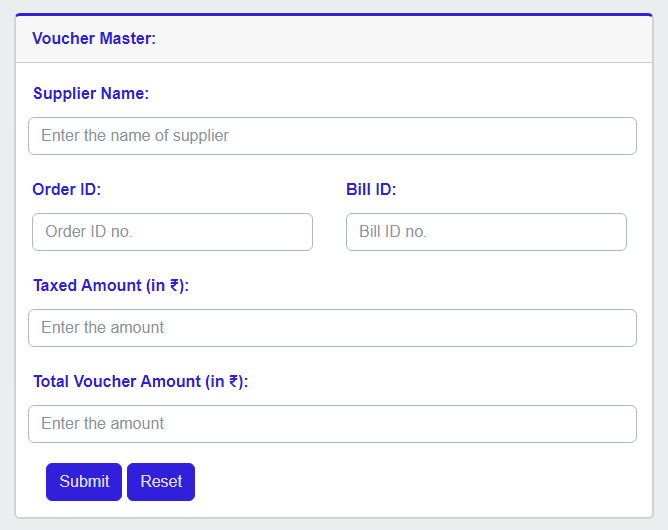 Voucher Master:
Supplier Name:
Enter the name of supplier
Order ID: Bill ID:
Order ID no. Bill ID no.
Taxed Amount (in ₹):
Enter the amount
Total Voucher Amount (in ₹):
Enter the amount
Submit Reset